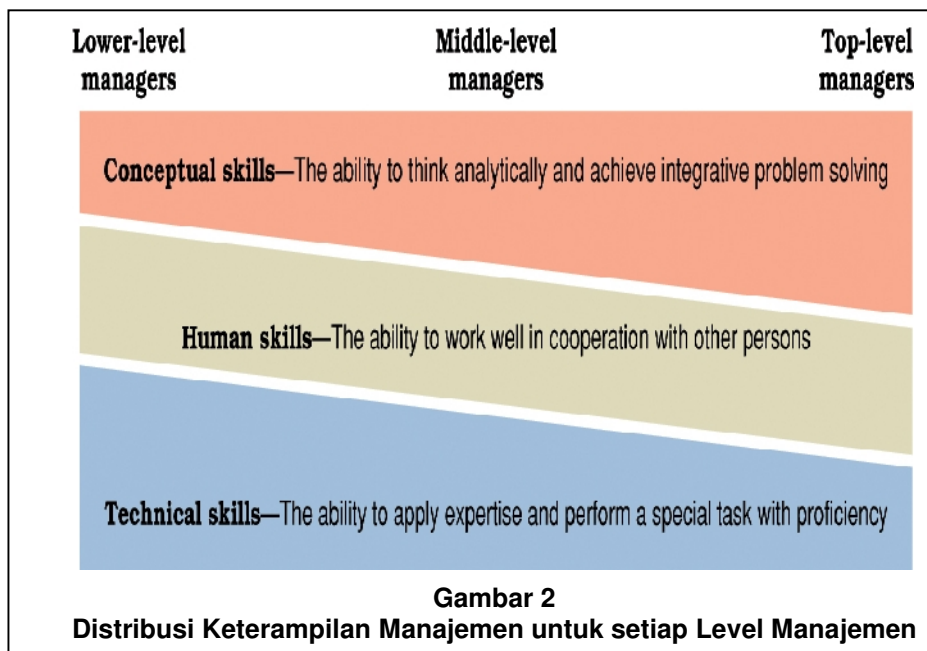 Lower-level Middle-level Top-level
managers managers managers
Conceptual skills—The ability to think analytically and achieve integrative problem solving
Human skills—The ability to work well in cooperation with other persons
Technical skills—The ability to apply expertise and perform a special task with proficiency
Gambar 2
Distribusi Keterampilan Manajemen untuk setiap Level Manajemen